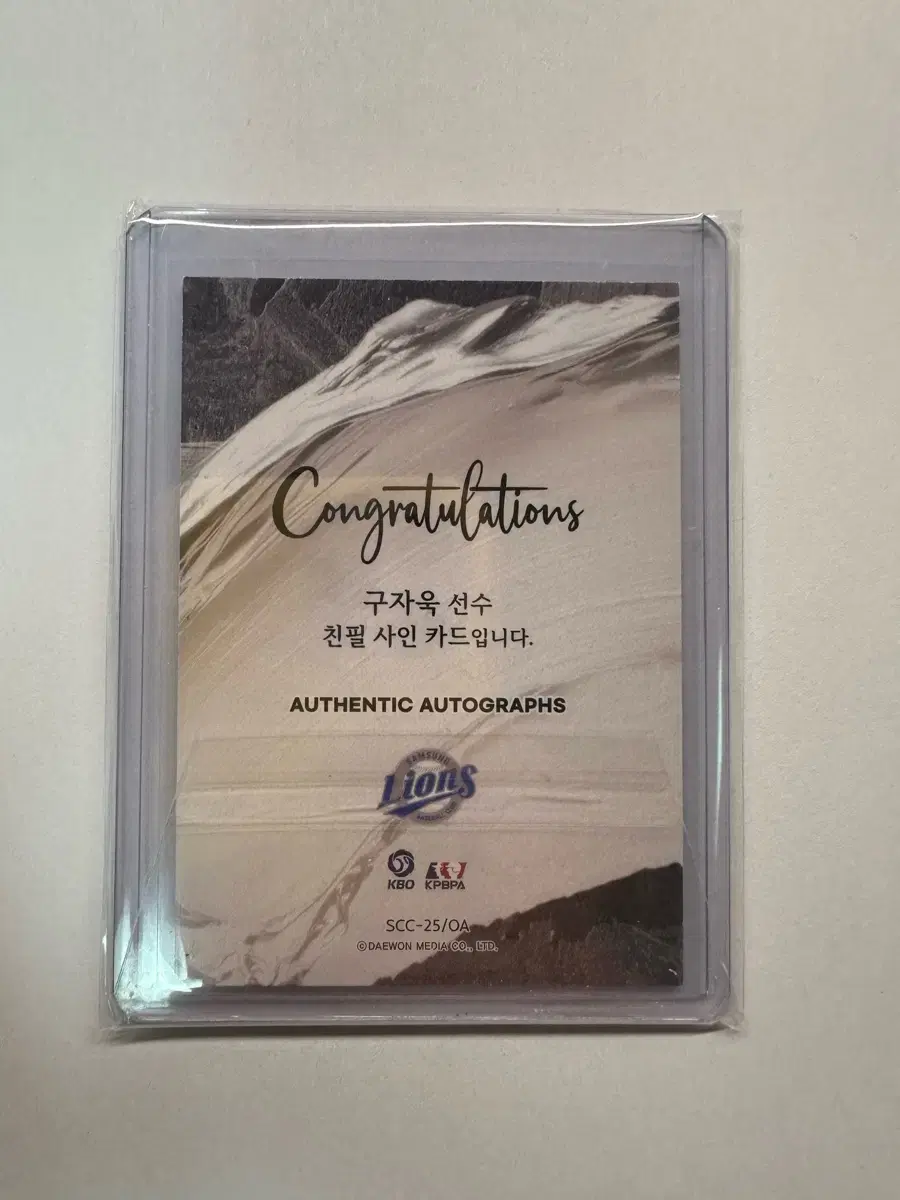 Congratulations
구자욱 선수
친필 사인 카드입니다.
AUTHENTIC AUTOGRAPHS
SAMSUNG
Lions
KBO KPBPA
SCC-25/OA
©DAEWON MEDIA CO., LTD.